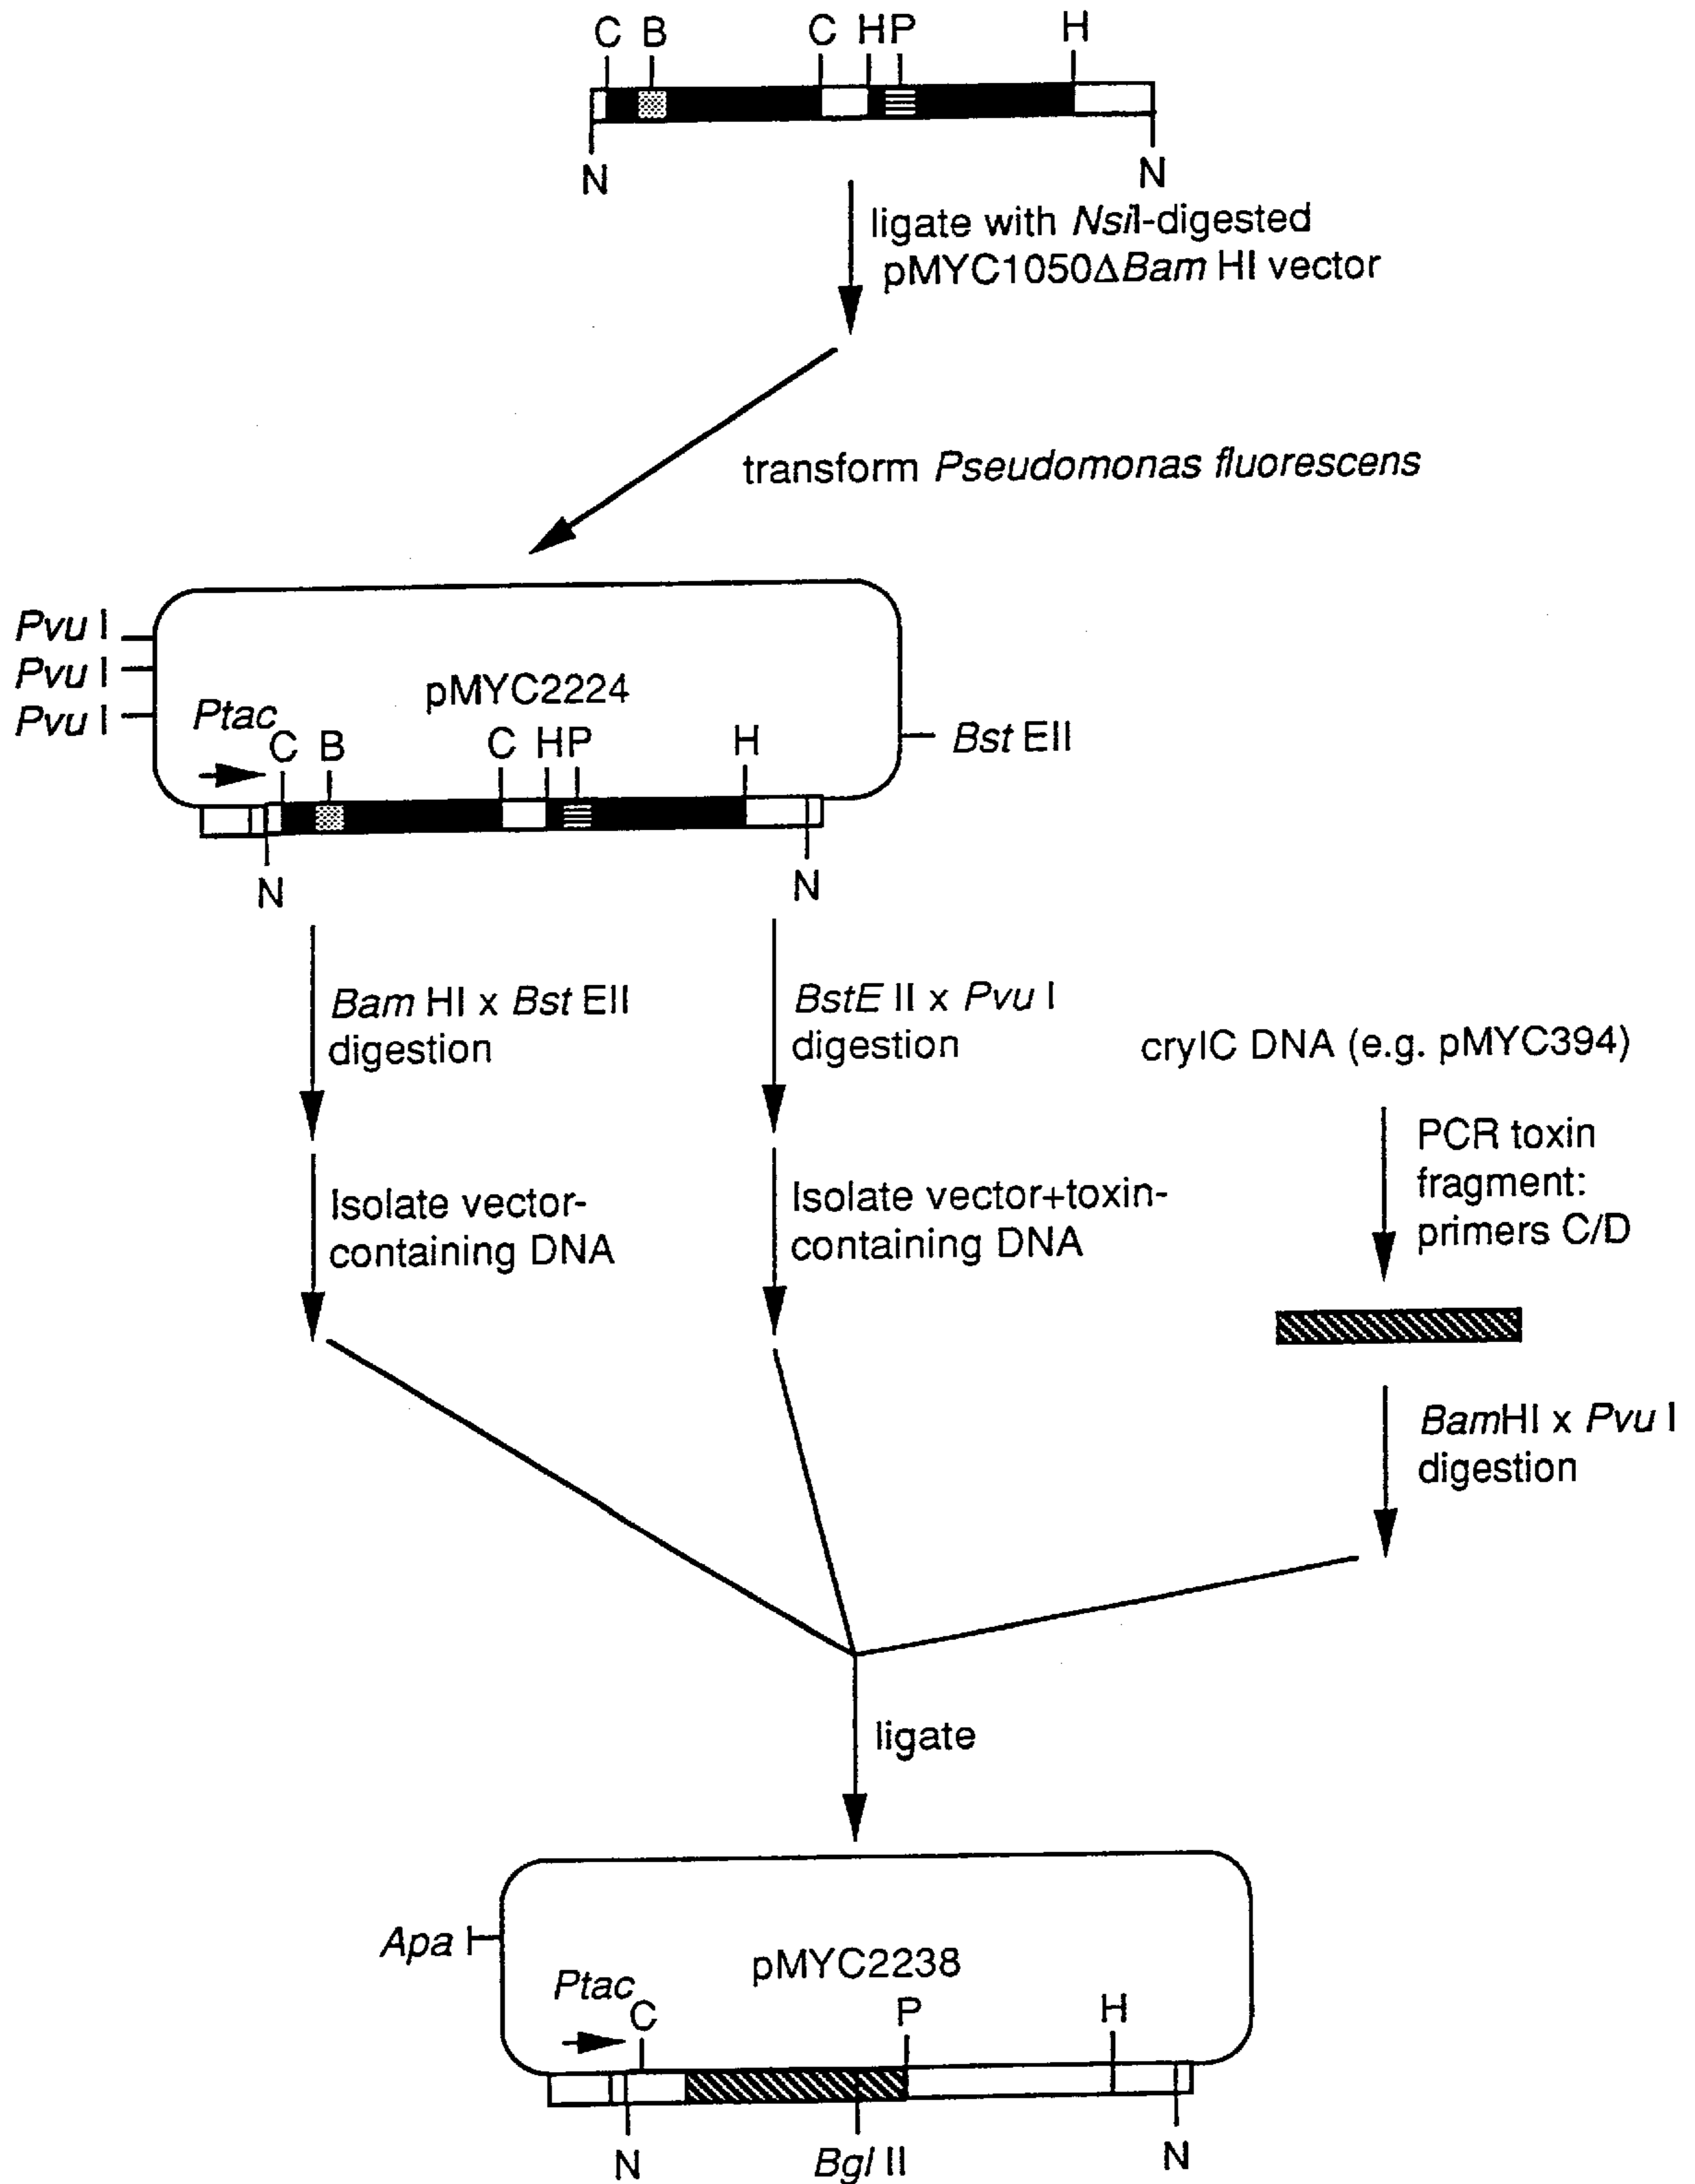 C B C HP H
N N
ligate with NsiI-digested
pMYC1050ΔBam HI vector
transform Pseudomonas fluorescens
Pvu I
Pvu I
Pvu I
pMYC2224
Ptac
C B C HP H
Bst EII
N N
Bam HI x Bst EII
digestion
BstE II x Pvu I
digestion
cryIC DNA (e.g. pMYC394)
PCR toxin
fragment:
primers C/D
Isolate vector-
containing DNA
Isolate vector+toxin-
containing DNA
BamHI x Pvu I
digestion
ligate
Apa I
pMYC2238
Ptac
C P H
N Bgl II N